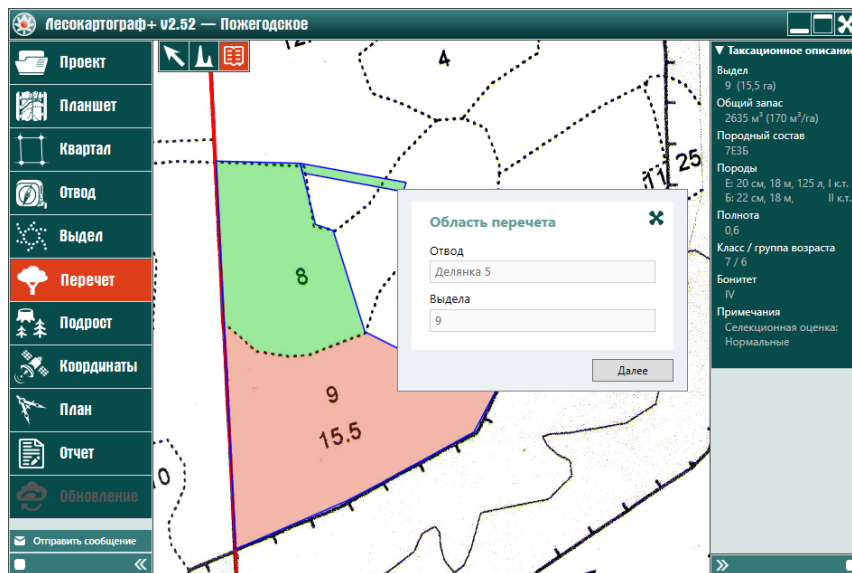 Лесокартограф+ v2.52 — Пожегодское
Проект
Планшет
Квартал
Отвод
Выдел
Перечет
Подрост
Координаты
План
Отчет
Обновление
Отправить сообщение
«
12
4
11
25
8
9
15.5
0
Область перечета
Отвод
Делянка 5
Выдела
9
Далее
▼ Таксационное описание
Выдел
9 (15,5 га)
Общий запас
2635 м³ (170 м³/га)
Породный состав
7Е3Б
Породы
Е: 20 см, 18 м, 125 л, I к.т.
Б: 22 см, 18 м, II к.т.
Полнота
0,6
Класс / группа возраста
7 / 6
Бонитет
IV
Примечания
Селекционная оценка:
Нормальные
»